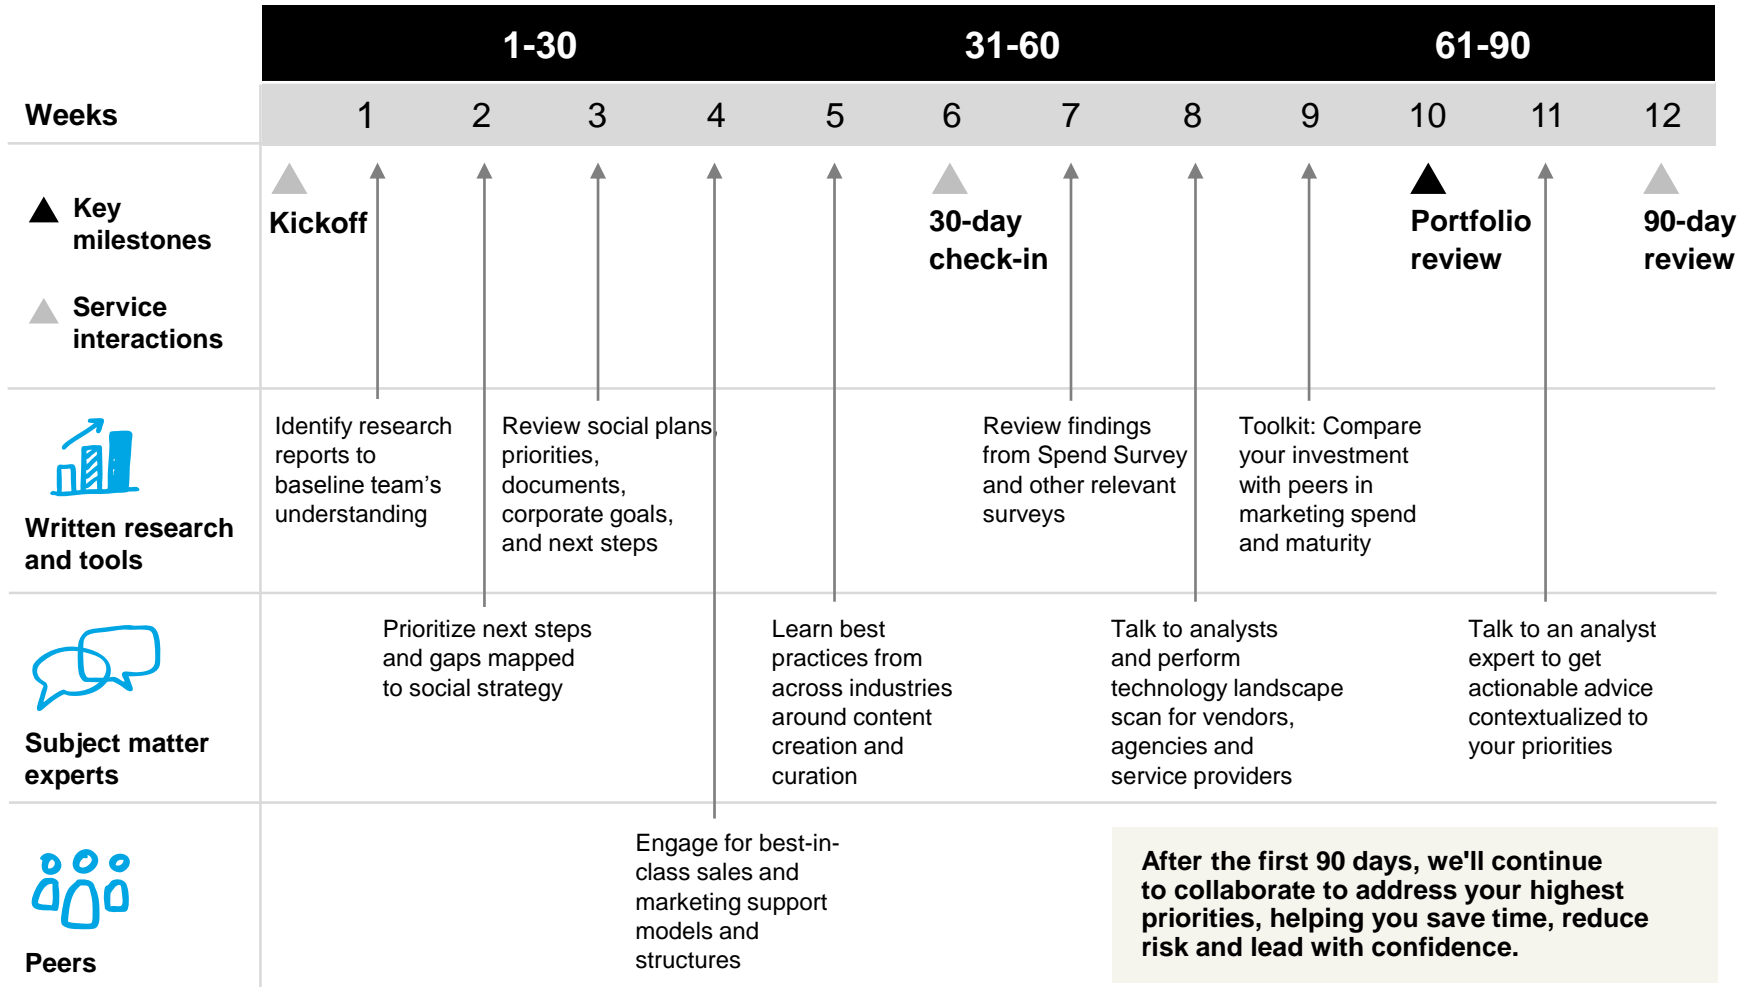 1-30
31-60
61-90
Weeks
1
2
3
4
5
6
7
8
9
10
11
12
Key
milestones
Service
interactions
Kickoff
30-day
check-in
Portfolio
review
90-day
review
Written research
and tools
Identify research
reports to
baseline team’s
understanding
Review social plans,
priorities,
documents,
corporate goals,
and next steps
Review findings
from Spend Survey
and other relevant
surveys
Toolkit: Compare
your investment
with peers in
marketing spend
and maturity
Subject matter
experts
Prioritize next steps
and gaps mapped
to social strategy
Learn best
practices from
across industries
around content
creation and
curation
Talk to analysts
and perform
technology landscape
scan for vendors,
agencies and
service providers
Talk to an analyst
expert to get
actionable advice
contextualized to
your priorities
Peers
Engage for best-in-
class sales and
marketing support
models and
structures
After the first 90 days, we'll continue
to collaborate to address your highest
priorities, helping you save time, reduce
risk and lead with confidence.